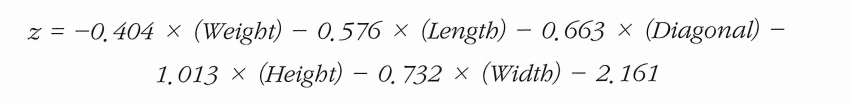 z = −0.404 × (Weight) − 0.576 × (Length) − 0.663 × (Diagonal) −
1.013 × (Height) − 0.732 × (Width) − 2.161